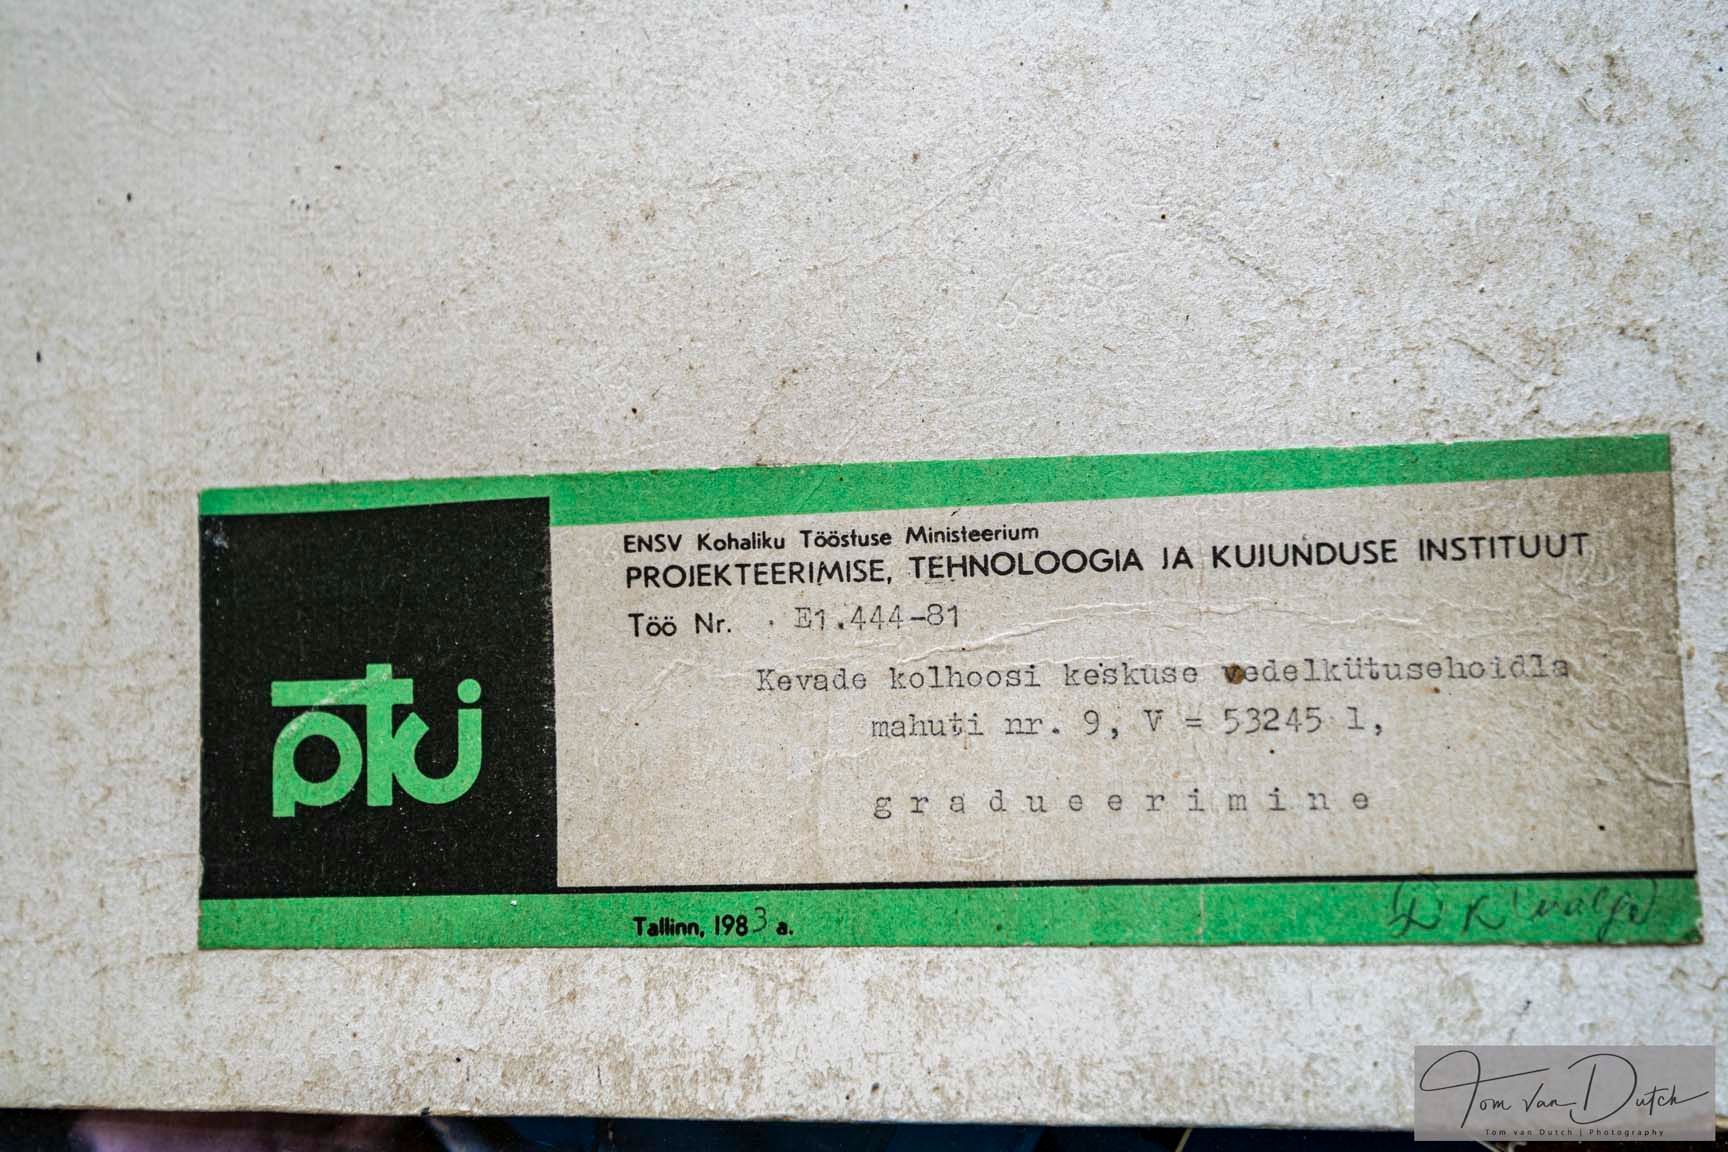 ENSV Kohaliku Tööstuse Ministeerium
PROJEKTEERIMISE, TEHNOLOOGIA JA KUJUNDUSE INSTITUUT
Töö Nr. E1.444-81
Kevade kolhoosi keskuse vedelkütusehoidla
mahuti nr. 9, V = 53245 l,
gradueerimine
ptkj
Tallinn, 1983 a.
Tom van Dutch
Tom van Dutch | Photography